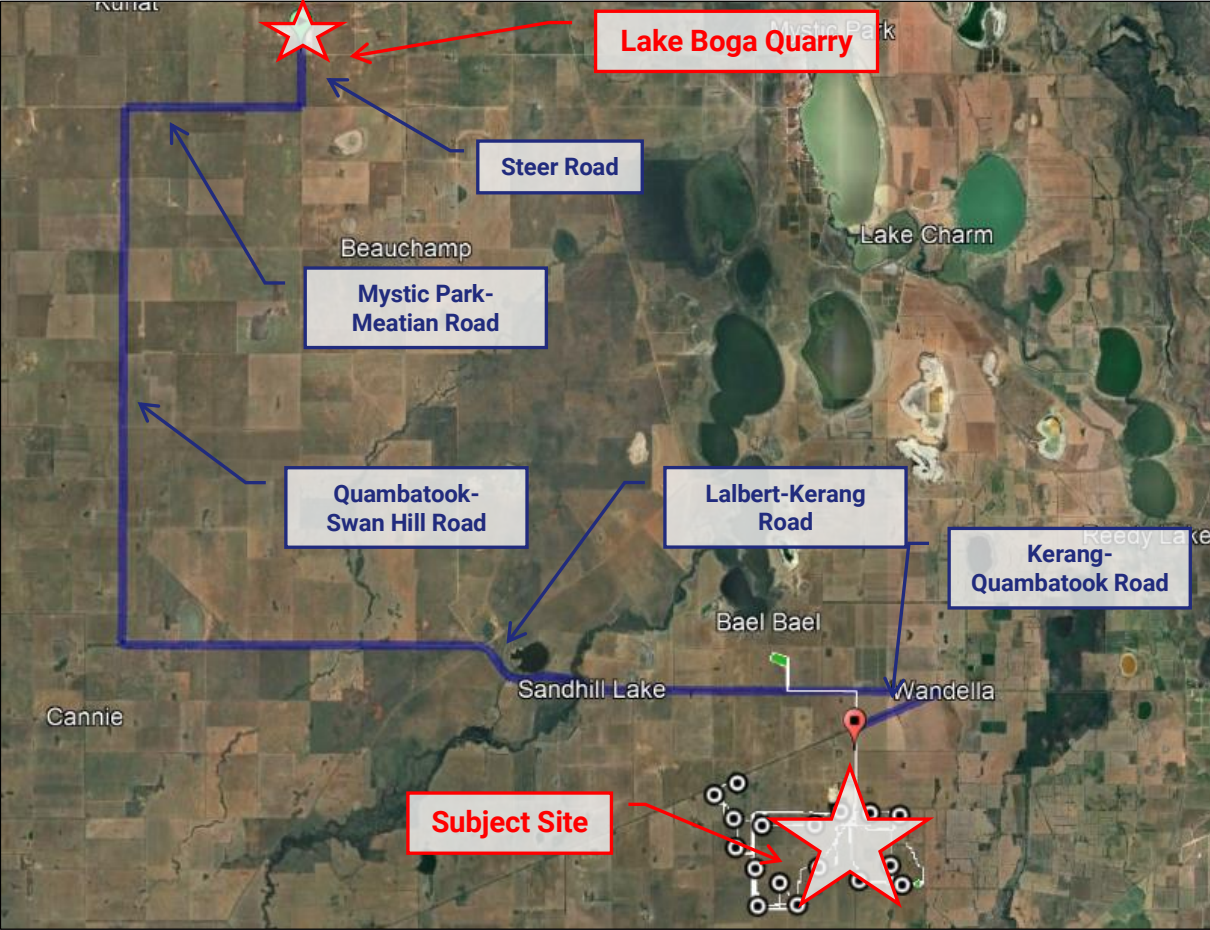 Kunat
Mystic Park
Lake Boga Quarry
Steer Road
Lake Charm
Beauchamp
Mystic Park-
Meatian Road
Quambatook-
Swan Hill Road
Lalbert-Kerang
Road
Reedy Lake
Kerang-
Quambatook Road
Bael Bael
Sandhill Lake
Wandella
Cannie
Subject Site